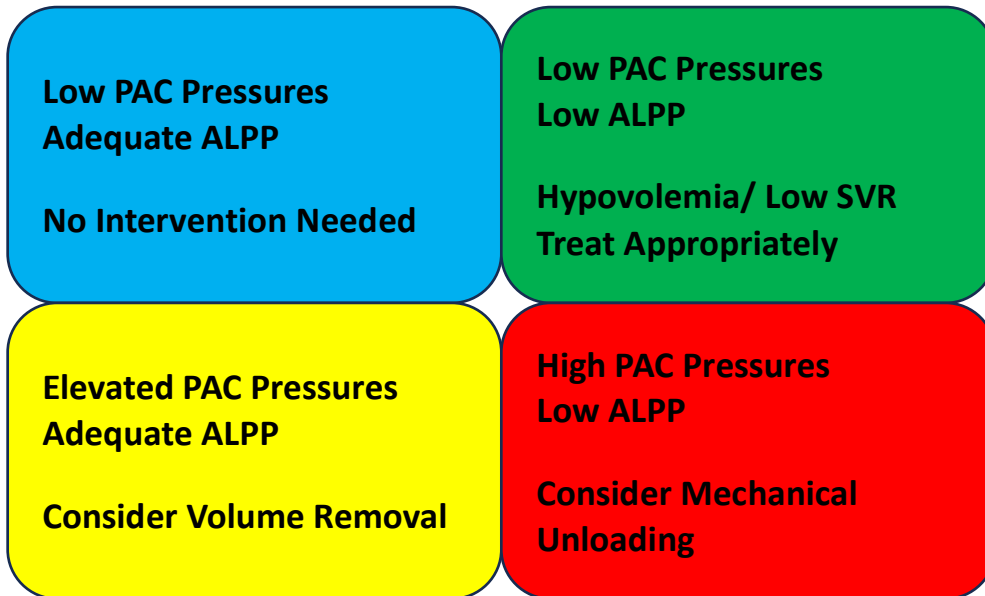 Low PAC Pressures
Adequate ALPP
No Intervention Needed
Low PAC Pressures
Low ALPP
Hypovolemia/ Low SVR
Treat Appropriately
Elevated PAC Pressures
Adequate ALPP
Consider Volume Removal
High PAC Pressures
Low ALPP
Consider Mechanical
Unloading